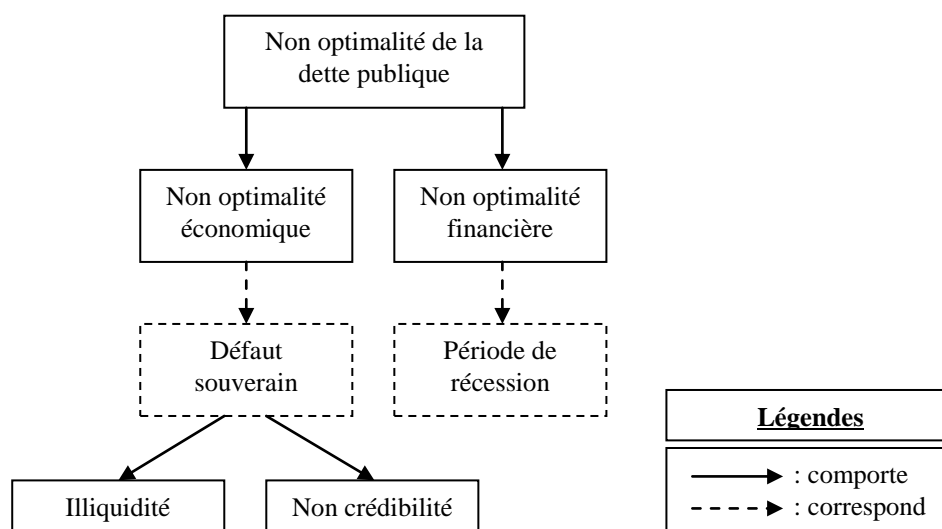 Non optimalité de la
dette publique
Non optimalité
économique
Non optimalité
financière
Défaut
souverain
Période de
récession
Illiquidité
Non crédibilité
Légendes
: comporte
: correspond